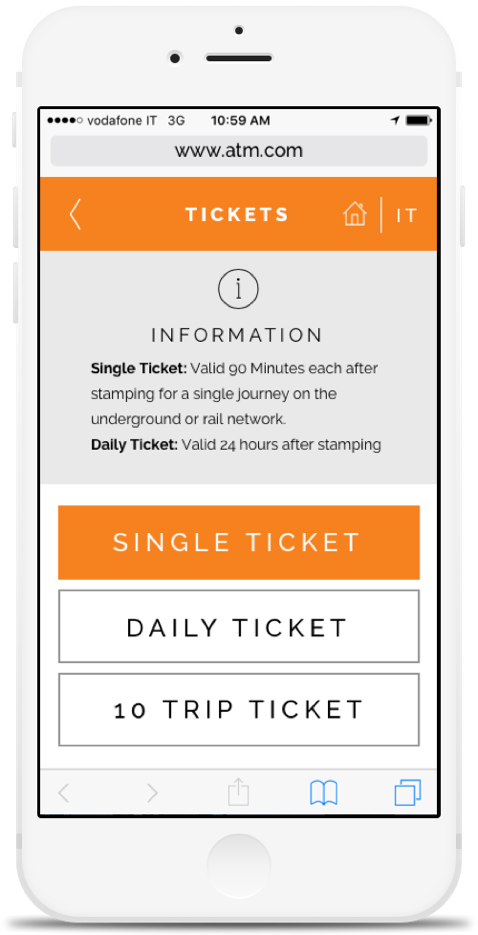 vodafone IT 3G 10:59 AM
www.atm.com
TICKETS IT
i
INFORMATION
Single Ticket: Valid 90 Minutes each after
stamping for a single journey on the
underground or rail network.
Daily Ticket: Valid 24 hours after stamping
SINGLE TICKET
DAILY TICKET
10 TRIP TICKET